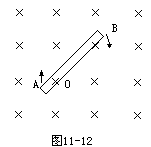 × × × ×
B
× × × ×
A × O × ×
× × × ×
图11-12